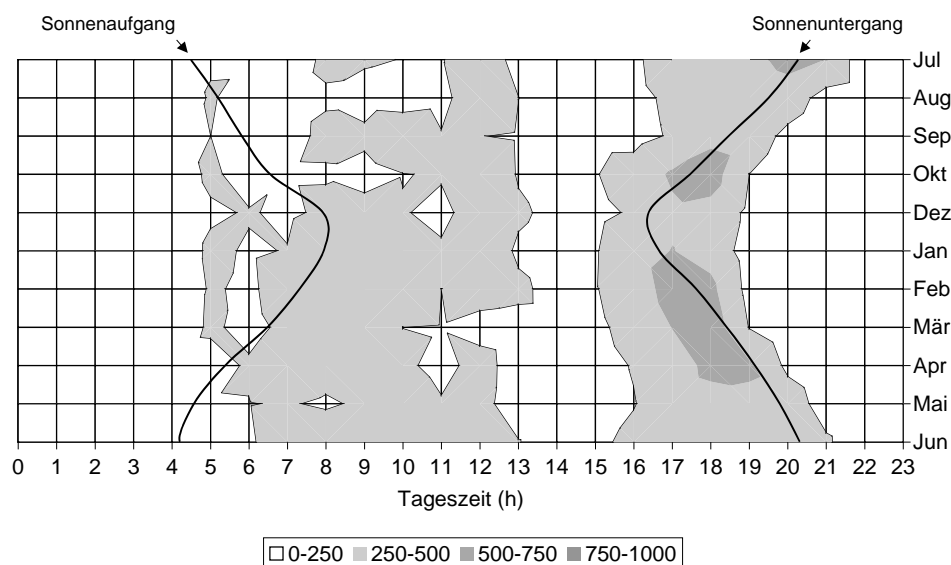 Sonnenaufgang Sonnenuntergang
Jul
Aug
Sep
Okt
Dez
Jan
Feb
Mär
Apr
Mai
Jun
0 1 2 3 4 5 6 7 8 9 10 11 12 13 14 15 16 17 18 19 20 21 22 23
Tageszeit (h)
0-250 250-500 500-750 750-1000